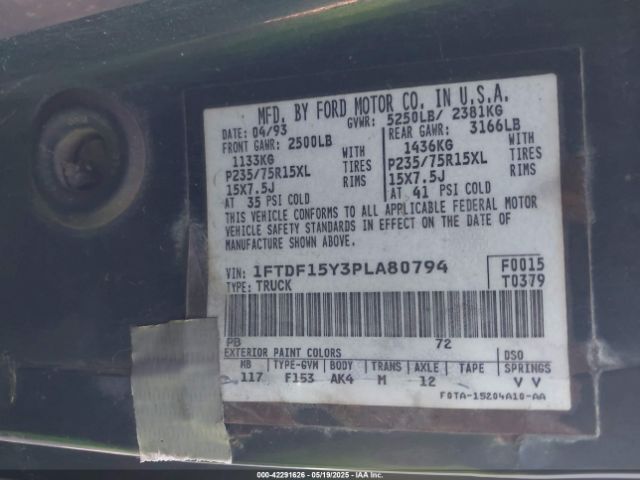 MFD. BY FORD MOTOR CO. IN U.S.A.
DATE: 04/93 GVWR: 5250LB/ 2381KG
FRONT GAWR: 2500LB REAR GAWR: 3166LB
1133KG WITH 1436KG WITH
P235/75R15XL TIRES P235/75R15XL TIRES
15X7.5J RIMS 15X7.5J RIMS
AT 35 PSI COLD AT 41 PSI COLD
THIS VEHICLE CONFORMS TO ALL APPLICABLE FEDERAL MOTOR
VEHICLE SAFETY STANDARDS IN EFFECT ON THE DATE OF
MANUFACTURE SHOWN ABOVE.
VIN: 1FTDF15Y3PLA80794 F0015
TYPE: TRUCK T0379
PB 72
EXTERIOR PAINT COLORS DSO
WB TYPE-GVM BODY TRANS AXLE TAPE SPRINGS
117 F153 AK4 M 12 V V
F0TA-15204A10-AA
000-42291626 - 05/19/2025 - IAA Inc.